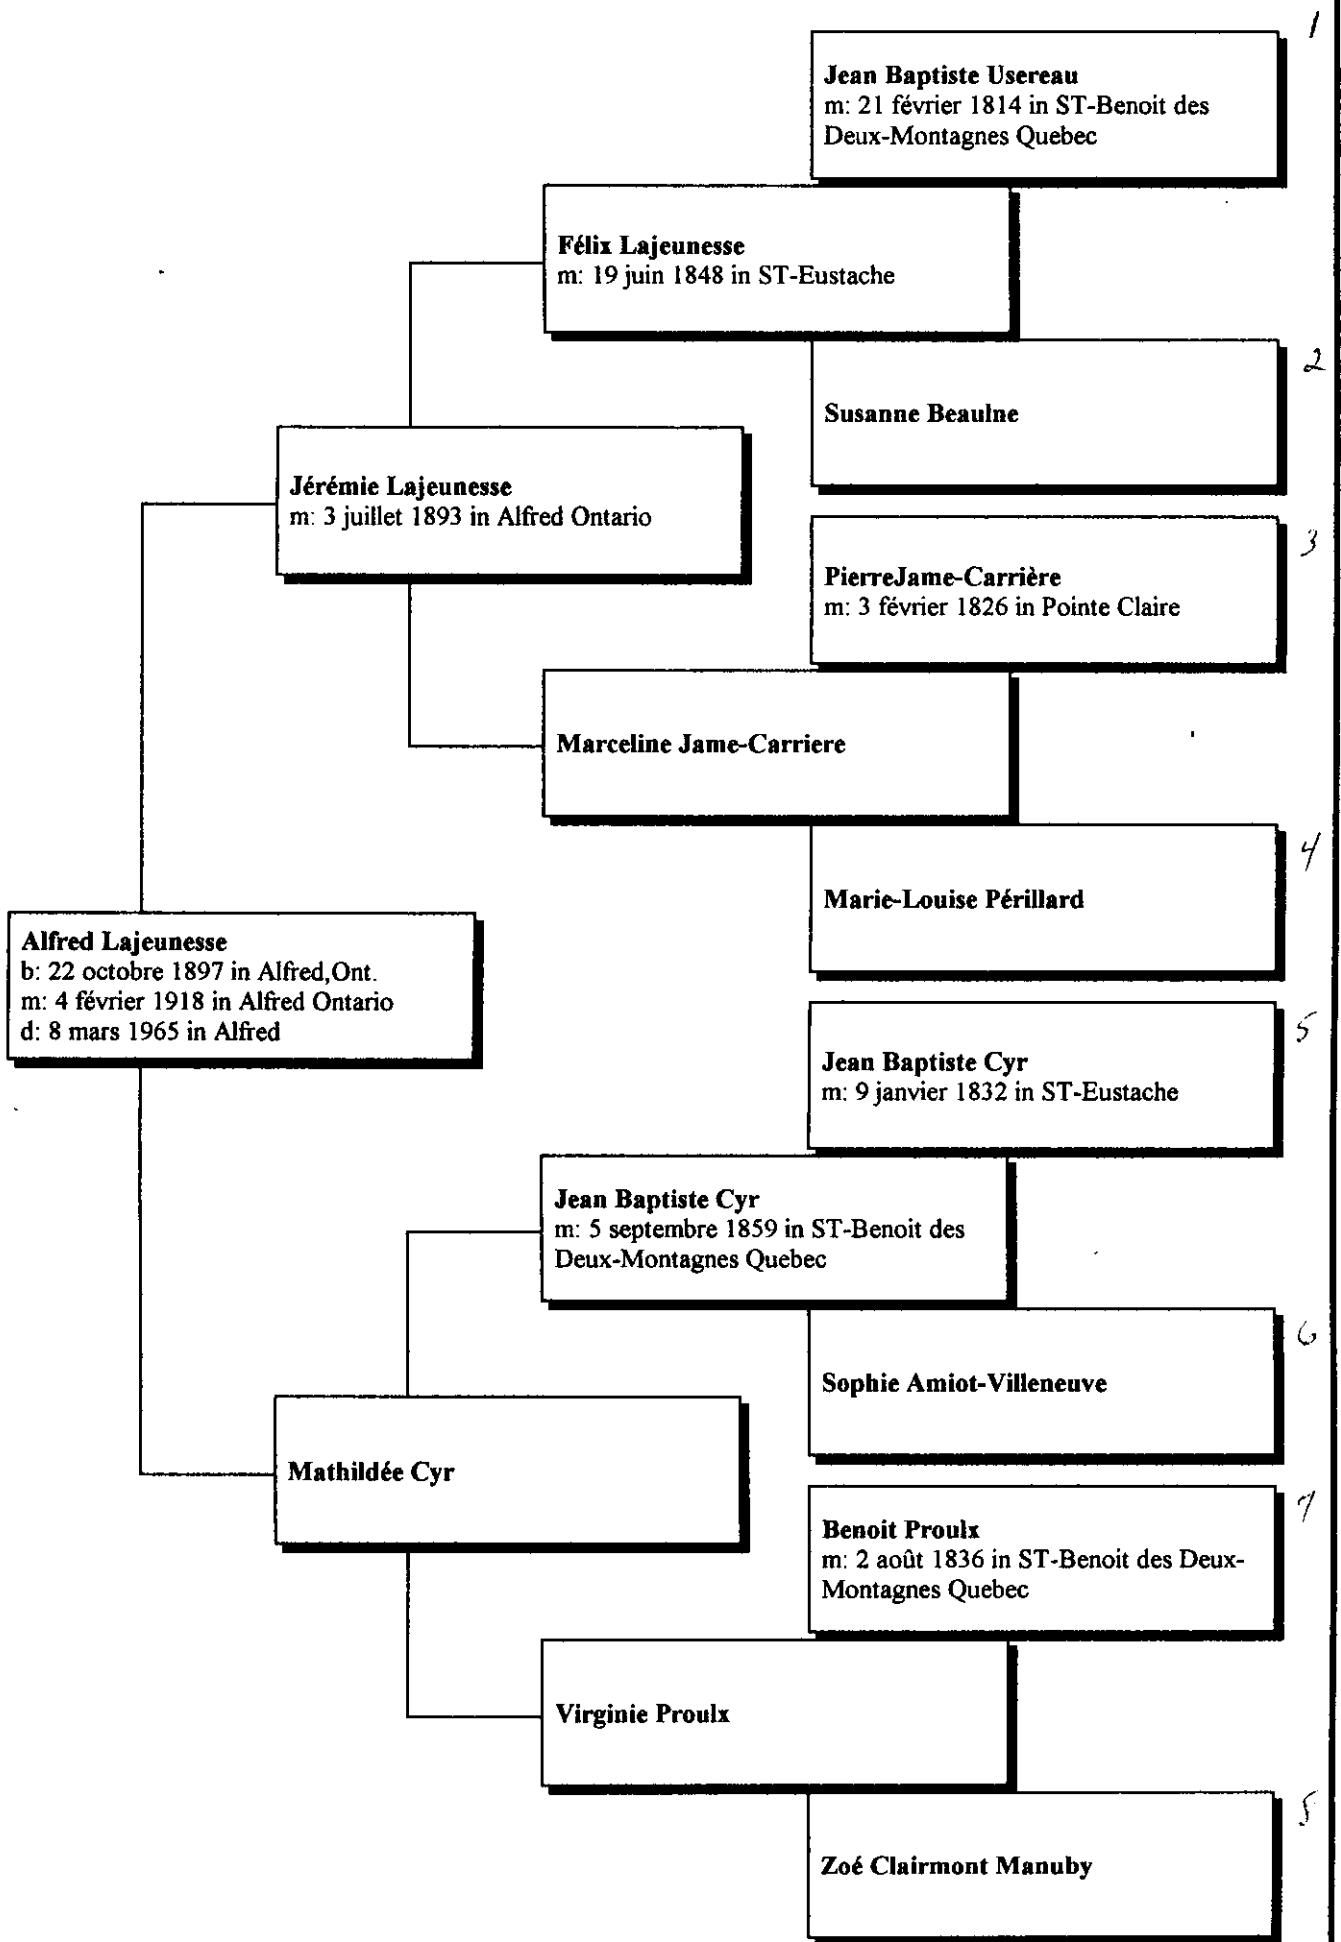 1
Jean Baptiste Usereau
m: 21 février 1814 in ST-Benoit des
Deux-Montagnes Quebec
Félix Lajeunesse
m: 19 juin 1848 in ST-Eustache
2
Susanne Beaulne
Jérémie Lajeunesse
m: 3 juillet 1893 in Alfred Ontario
3
PierreJame-Carrière
m: 3 février 1826 in Pointe Claire
Marceline Jame-Carriere
4
Marie-Louise Périllard
Alfred Lajeunesse
b: 22 octobre 1897 in Alfred,Ont.
m: 4 février 1918 in Alfred Ontario
d: 8 mars 1965 in Alfred
5
Jean Baptiste Cyr
m: 9 janvier 1832 in ST-Eustache
Jean Baptiste Cyr
m: 5 septembre 1859 in ST-Benoit des
Deux-Montagnes Quebec
6
Sophie Amiot-Villeneuve
Mathildée Cyr
7
Benoit Proulx
m: 2 août 1836 in ST-Benoit des Deux-
Montagnes Quebec
Virginie Proulx
Zoé Clairmont Manuby